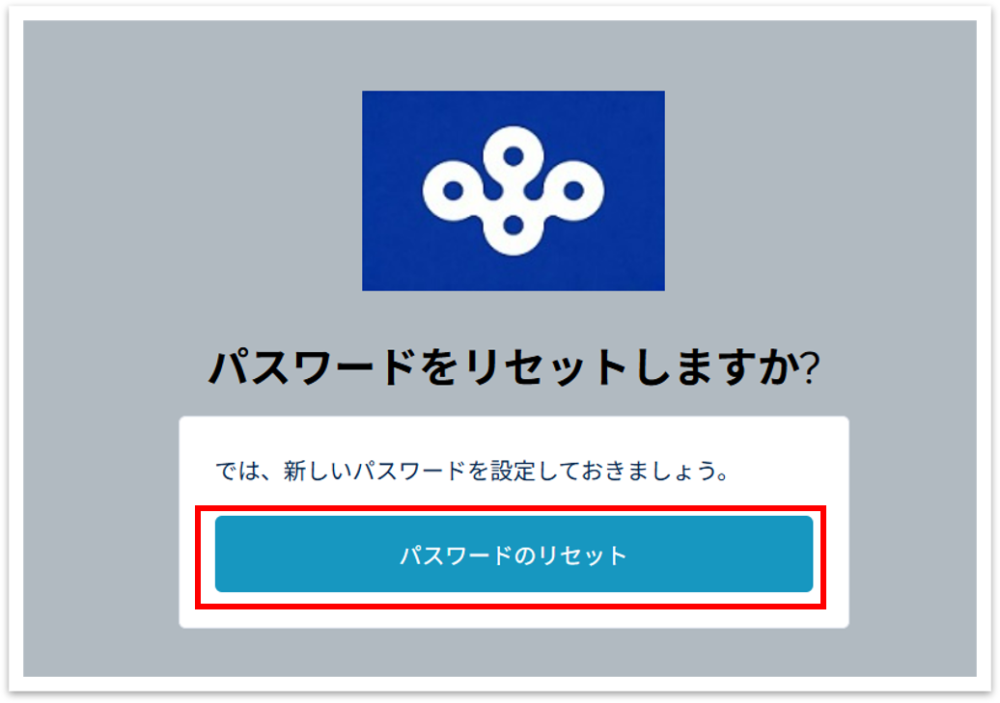 パスワードをリセットしますか?
では、新しいパスワードを設定しておきましょう。
パスワードのリセット